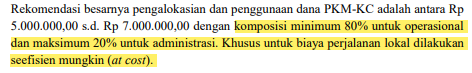 Rekomendasi besarnya pengalokasian dan penggunaan dana PKM-KC adalah antara Rp
5.000.000,00 s.d. Rp 7.000.000,00 dengan komposisi minimum 80% untuk operasional
dan maksimum 20% untuk administrasi. Khusus untuk biaya perjalanan lokal dilakukan
seefisien mungkin (at cost).